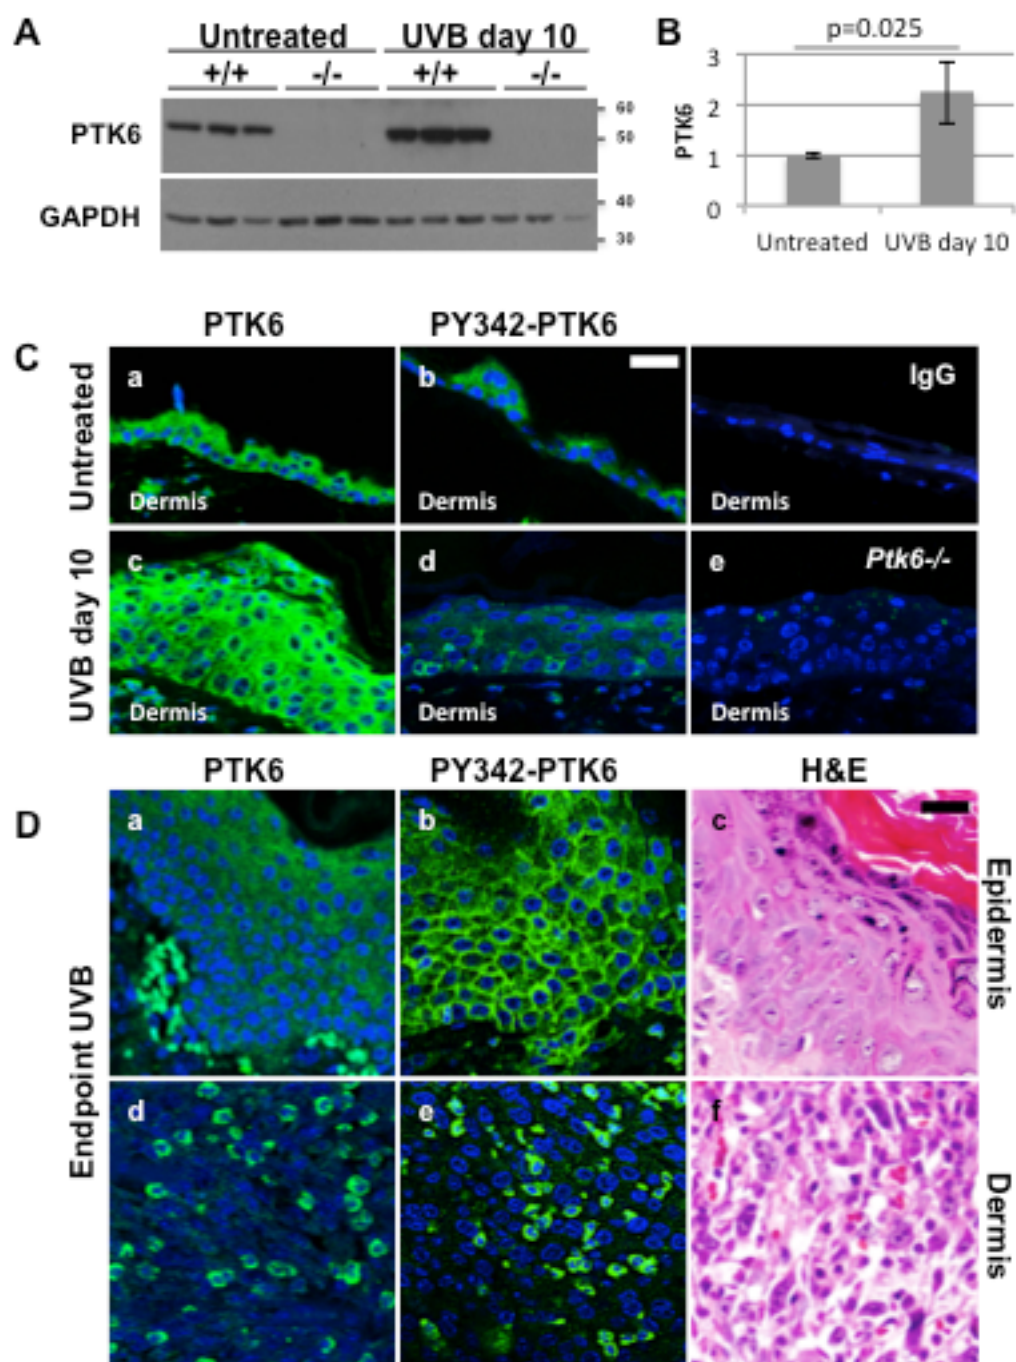 A
Untreated UVB day 10
+/+ -/- +/+ -/-
PTK6
60
50
GAPDH
40
30
B
p=0.025
3
2
1
0
PTK6
Untreated UVB day 10
C
PTK6 PY342-PTK6
Untreated
a
Dermis
b
Dermis
IgG
Dermis
UVB day 10
c
Dermis
d
Dermis
e
Ptk6-/-
Dermis
D
PTK6 PY342-PTK6 H&E
Endpoint UVB
a
b
c
Epidermis
d
e
f
Dermis